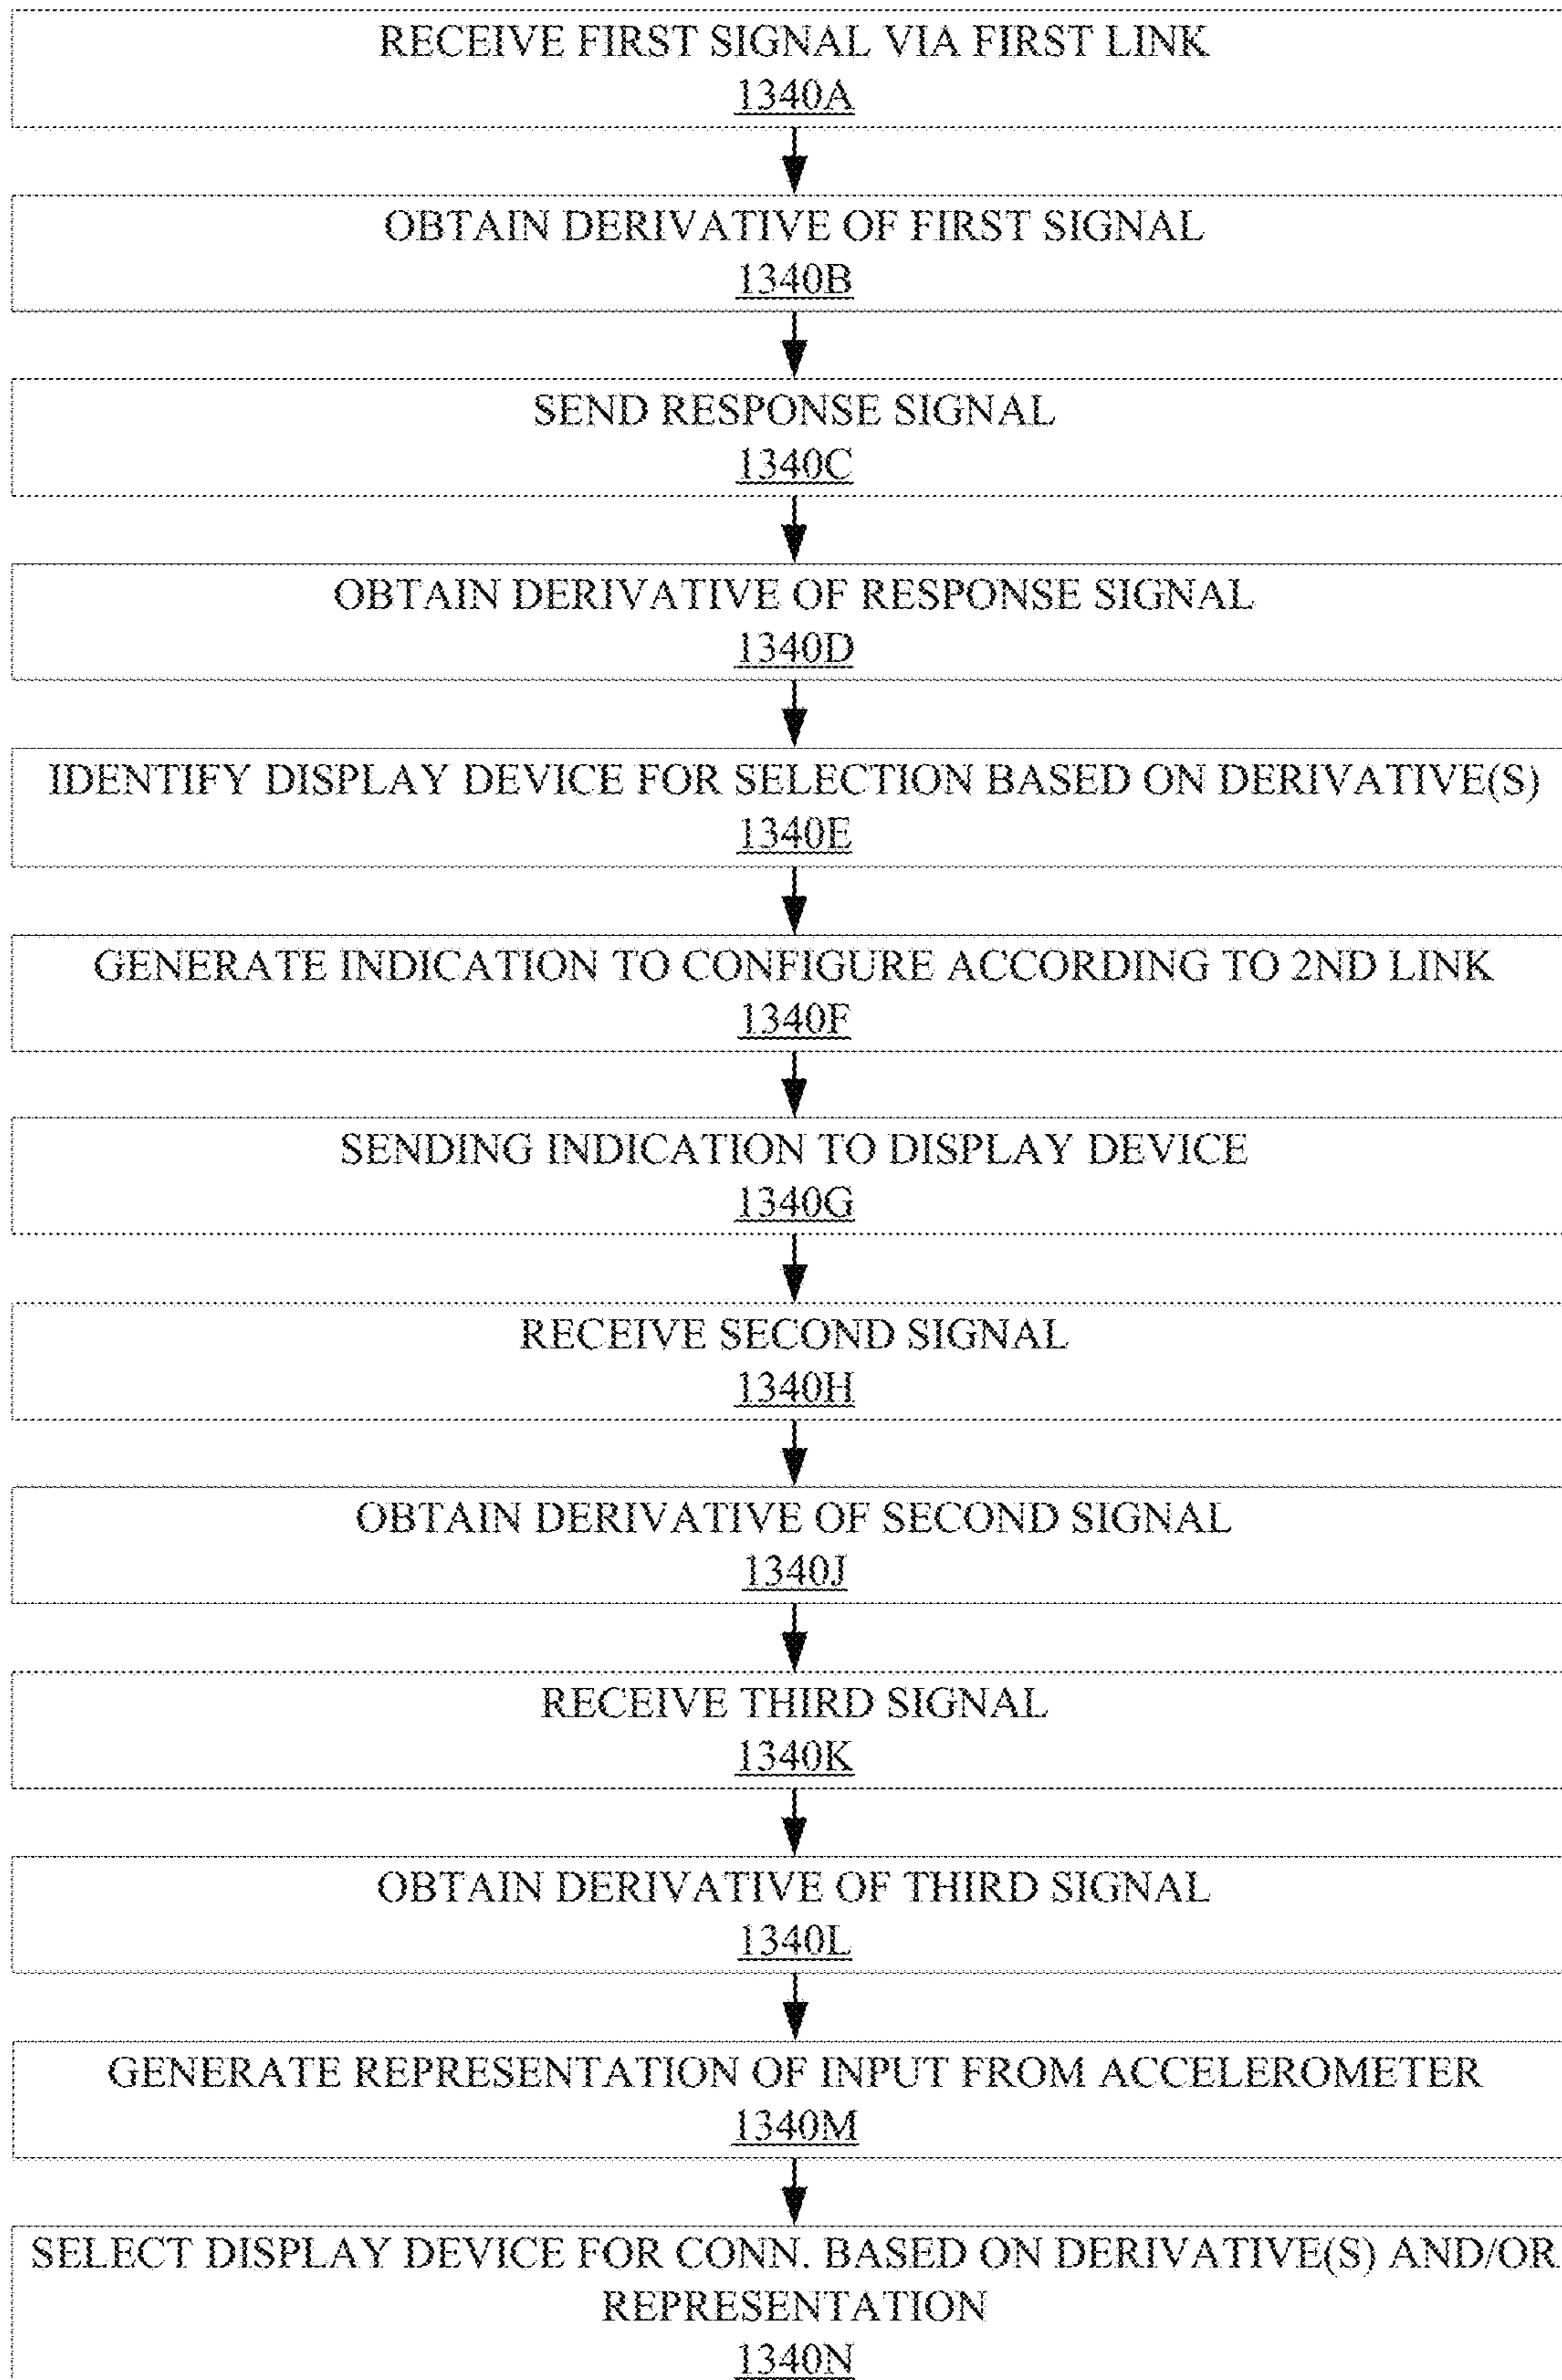 RECEIVE FIRST SIGNAL VIA FIRST LINK
1340A
OBTAIN DERIVATIVE OF FIRST SIGNAL
1340B
SEND RESPONSE SIGNAL
1340C
OBTAIN DERIVATIVE OF RESPONSE SIGNAL
1340D
IDENTIFY DISPLAY DEVICE FOR SELECTION BASED ON DERIVATIVE(S)
1340E
GENERATE INDICATION TO CONFIGURE ACCORDING TO 2ND LINK
1340F
SENDING INDICATION TO DISPLAY DEVICE
1340G
RECEIVE SECOND SIGNAL
1340H
OBTAIN DERIVATIVE OF SECOND SIGNAL
1340J
RECEIVE THIRD SIGNAL
1340K
OBTAIN DERIVATIVE OF THIRD SIGNAL
1340L
GENERATE REPRESENTATION OF INPUT FROM ACCELEROMETER
1340M
SELECT DISPLAY DEVICE FOR CONN. BASED ON DERIVATIVE(S) AND/OR
REPRESENTATION
1340N